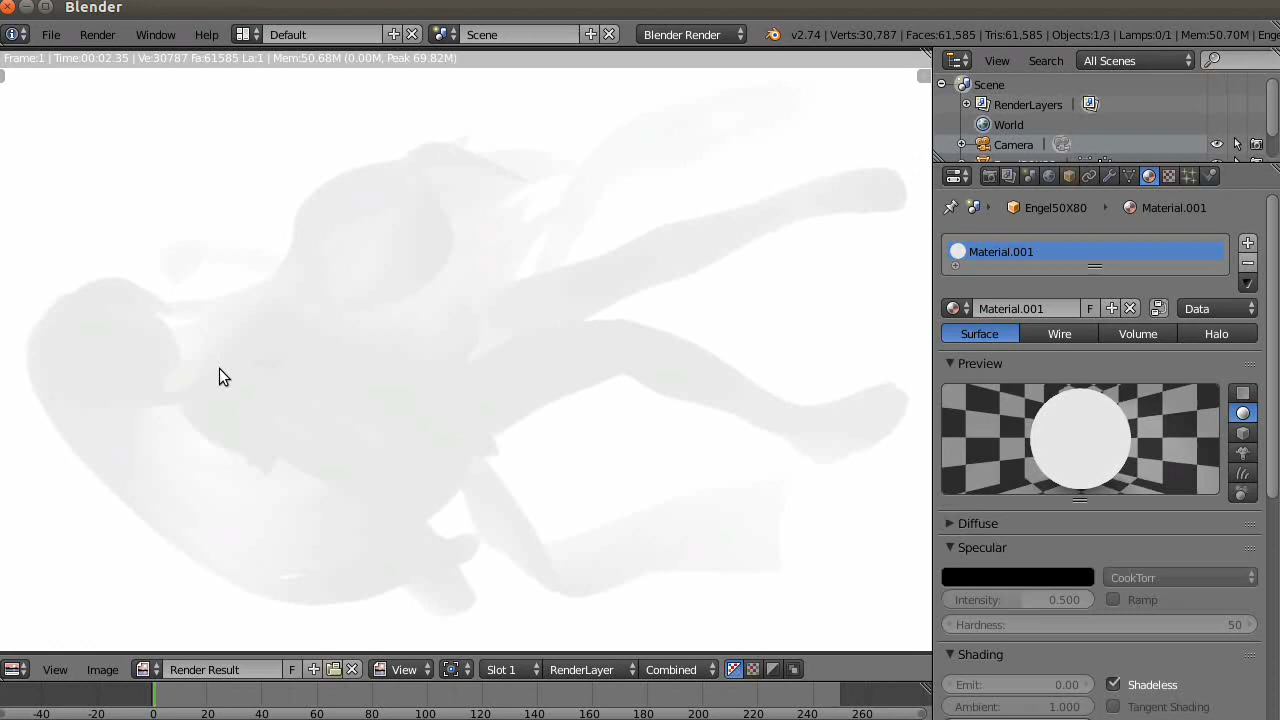 Blender
File Render Window Help Default Scene Blender Render v2.74 | Verts:30,787 | Faces:61,585 | Tris:61,585 | Objects:1/3 | Lamps:0/1 | Mem:50.70M | Enge
Frame:1 | Time:00:02.35 | Ve:30787 Fa:61585 La:1 | Mem:50.68M (0.00M, Peak 69.82M)
View Search All Scenes
Scene
RenderLayers |
World
Camera |
Engel50X80 Material.001
Material.001
Material.001 F Data
Surface Wire Volume Halo
Preview
Diffuse
Specular
CookTorr
Intensity: 0.500 Ramp
Hardness: 50
Shading
View Image Render Result F View Slot 1 RenderLayer Combined
Emit: 0.00 Shadeless
Ambient: 1.000 Tangent Shading
-40 -20 0 20 40 60 80 100 120 140 160 180 200 220 240 260